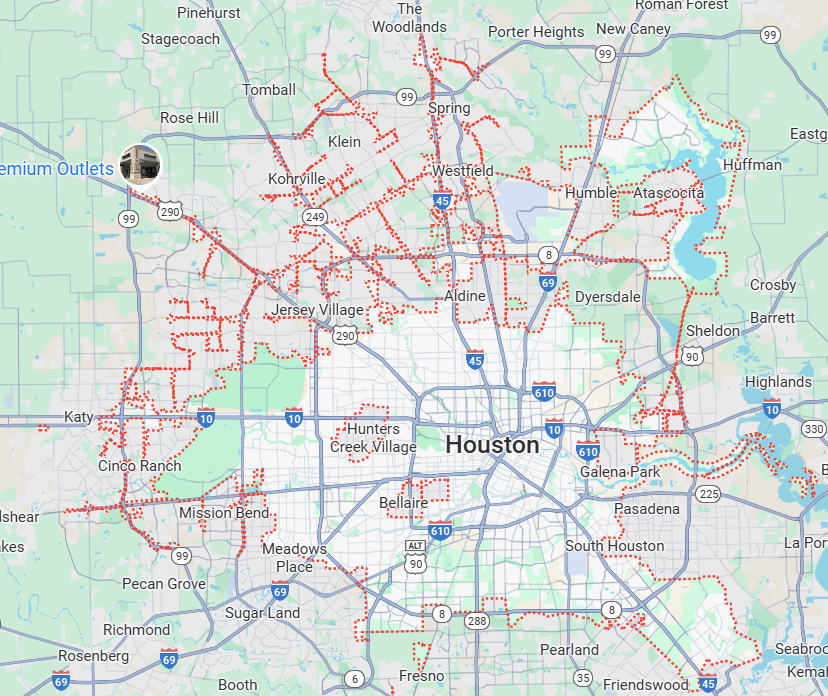 Pinehurst
The
Woodlands
Roman Forest
Stagecoach
Porter Heights
New Caney
99
99
Tomball
99
Spring
Rose Hill
Klein
Eastg
emium Outlets
Kohrville
Westfield
Huffman
45
Humble
Atascocita
99
290
249
8
69
Crosby
Jersey Village
Aldine
Dyersdale
Barrett
290
Sheldon
45
90
610
Highlands
Katy
10
10
10
10
330
Hunters
Creek Village
Houston
610
Cinco Ranch
Galena Park
B
225
lshear
Mission Bend
Bellaire
Pasadena
610
akes
99
Meadows
Place
ALT
90
South Houston
La Por
Pecan Grove
69
Sugar Land
8
288
8
Richmond
Pearland
Seabroo
Rosenberg
69
Kemah
69
Booth
6
Fresno
35
Friendswood
45